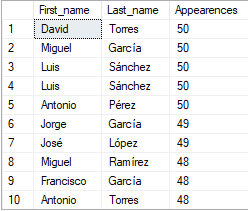 First_name Last_name Appearences
1 David Torres 50
2 Miguel García 50
3 Luis Sánchez 50
4 Luis Sánchez 50
5 Antonio Pérez 50
6 Jorge García 49
7 José López 49
8 Miguel Ramírez 48
9 Francisco García 48
10 Antonio Torres 48